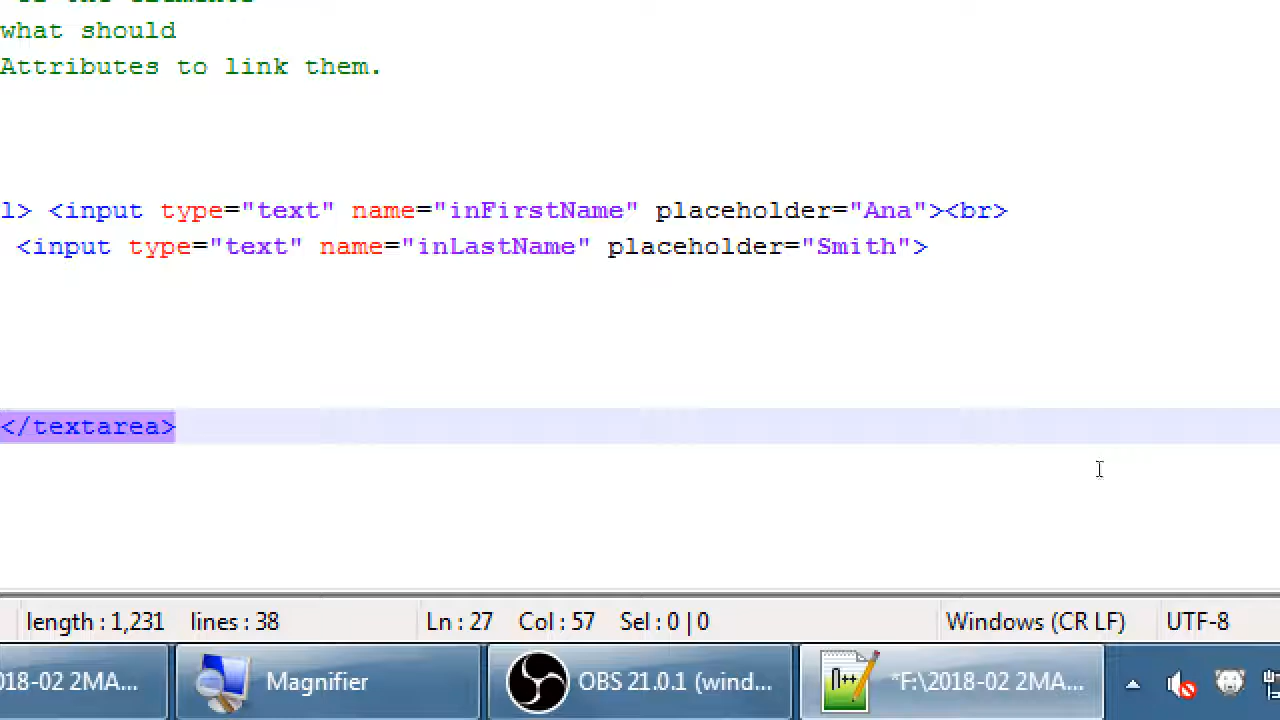 what should
Attributes to link them.
l> <input type="text" name="inFirstName" placeholder="Ana"><br>
<input type="text" name="inLastName" placeholder="Smith">
</textarea>
length : 1,231 lines : 38 Ln : 27 Col : 57 Sel : 0 | 0 Windows (CR LF) UTF-8
018-02 2MA... Magnifier OBS 21.0.1 (wind... *F:\2018-02 2MA...